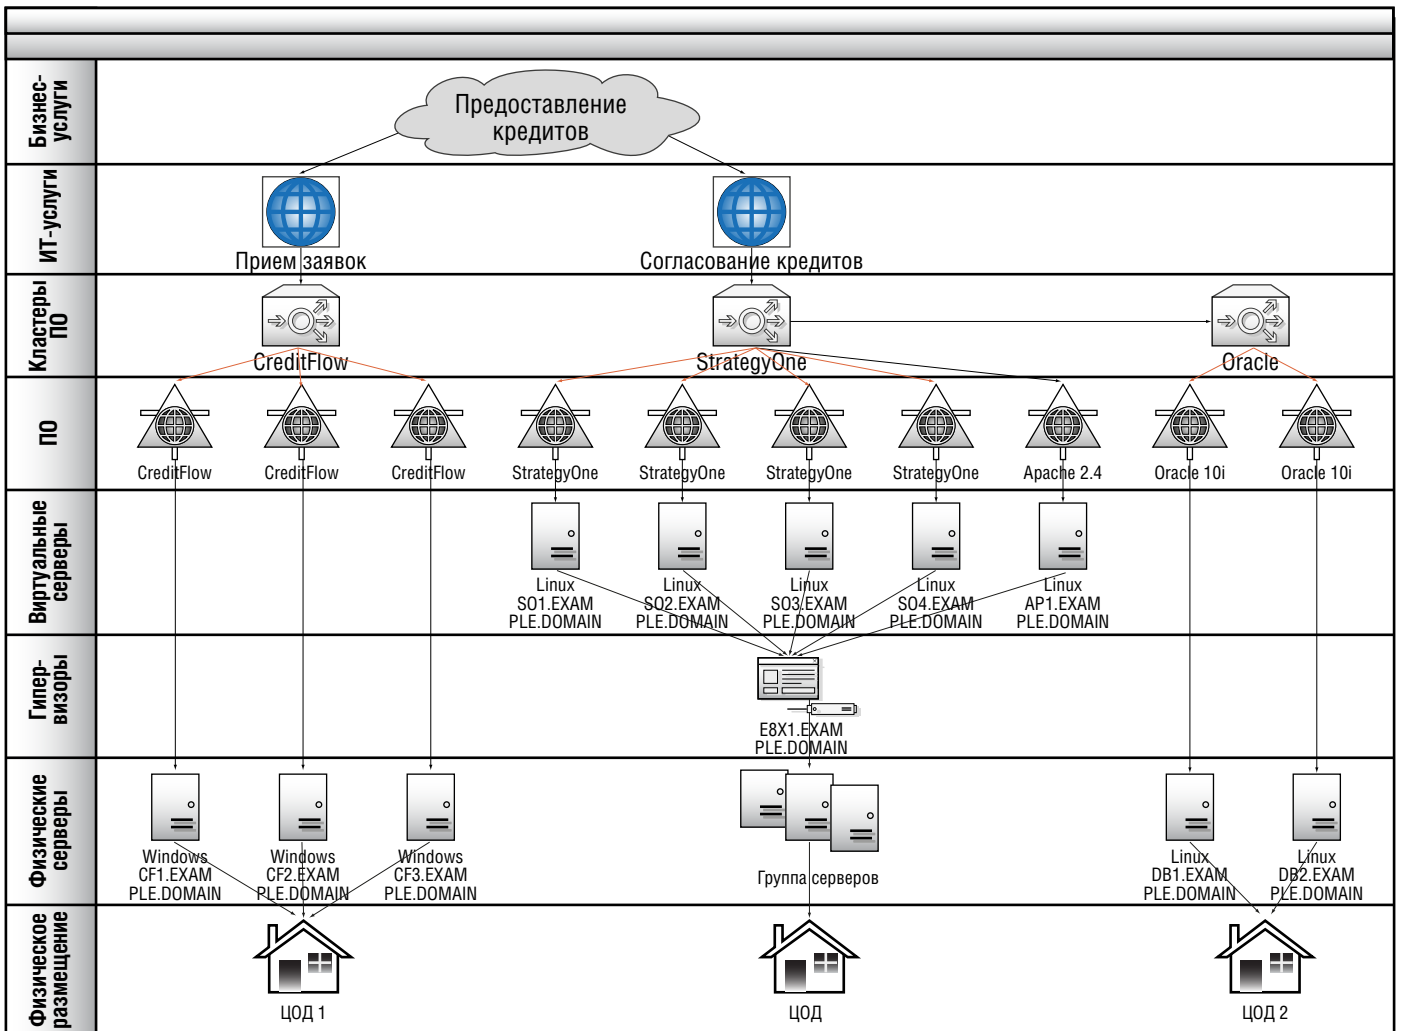 Бизнес-
услуги
Предоставление
кредитов
ИТ-услуги
Прием заявок
Согласование кредитов
Кластеры
ПО
CreditFlow
StrategyOne
Oracle
ПО
CreditFlow
CreditFlow
CreditFlow
StrategyOne
StrategyOne
StrategyOne
StrategyOne
Apache 2.4
Oracle 10i
Oracle 10i
Виртуальные
серверы
Linux
SO1.EXAM
PLE.DOMAIN
Linux
SO2.EXAM
PLE.DOMAIN
Linux
SO3.EXAM
PLE.DOMAIN
Linux
SO4.EXAM
PLE.DOMAIN
Linux
AP1.EXAM
PLE.DOMAIN
Гипер-
визоры
E8X1.EXAM
PLE.DOMAIN
Физические
серверы
Windows
CF1.EXAM
PLE.DOMAIN
Windows
CF2.EXAM
PLE.DOMAIN
Windows
CF3.EXAM
PLE.DOMAIN
Группа серверов
Linux
DB1.EXAM
PLE.DOMAIN
Linux
DB2.EXAM
PLE.DOMAIN
Физическое
размещение
ЦОД 1
ЦОД
ЦОД 2